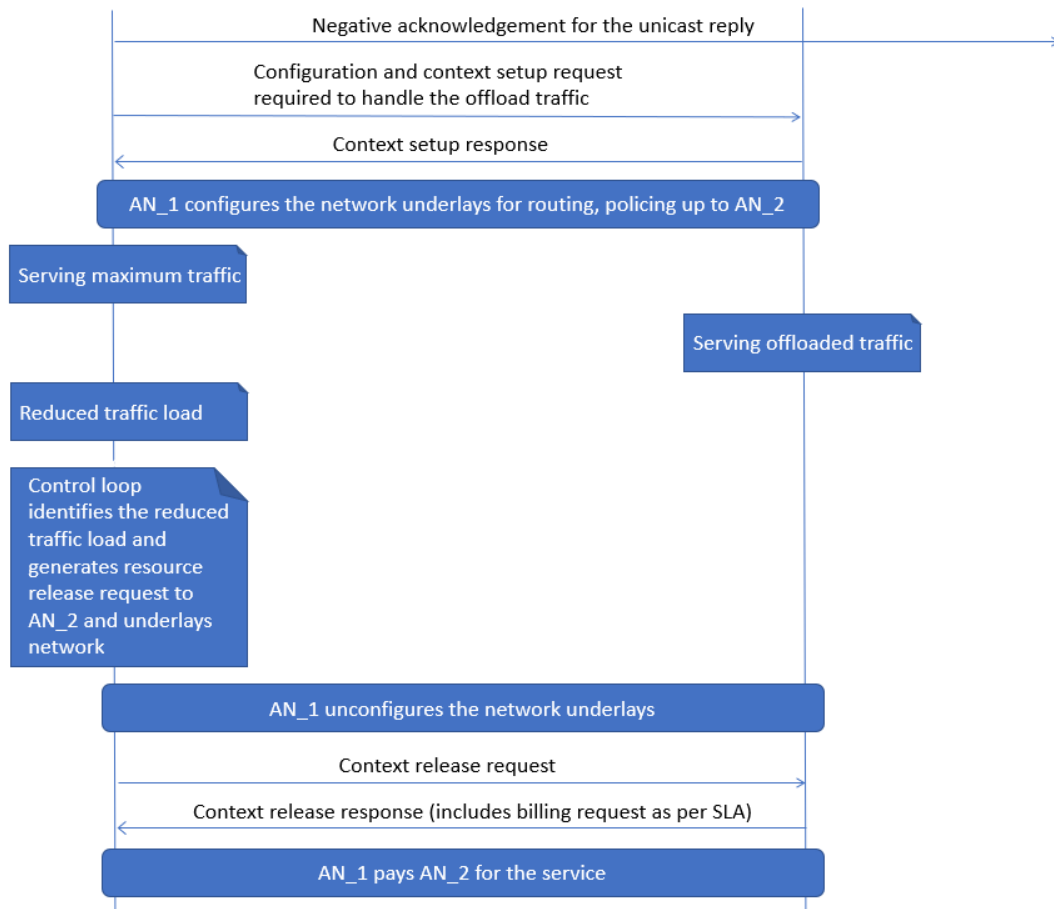 Negative acknowledgement for the unicast reply
Configuration and context setup request
required to handle the offload traffic
Context setup response
AN_1 configures the network underlays for routing, policing up to AN_2
Serving maximum traffic
Serving offloaded traffic
Reduced traffic load
Control loop
identifies the reduced
traffic load and
generates resource
release request to
AN_2 and underlays
network
AN_1 unconfigures the network underlays
Context release request
Context release response (includes billing request as per SLA)
AN_1 pays AN_2 for the service